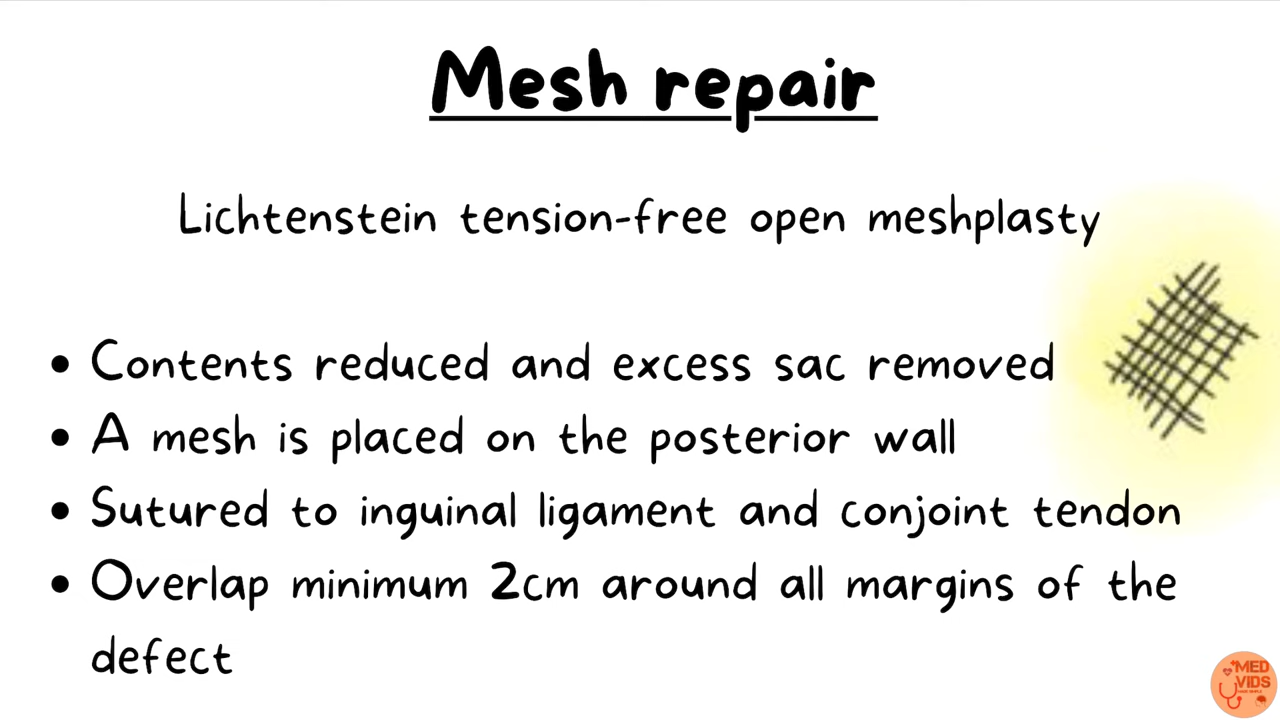 Mesh repair
Lichtenstein tension-free open meshplasty
• Contents reduced and excess sac removed
• A mesh is placed on the posterior wall
• Sutured to inguinal ligament and conjoint tendon
• Overlap minimum 2cm around all margins of the
defect
MED
VIDS